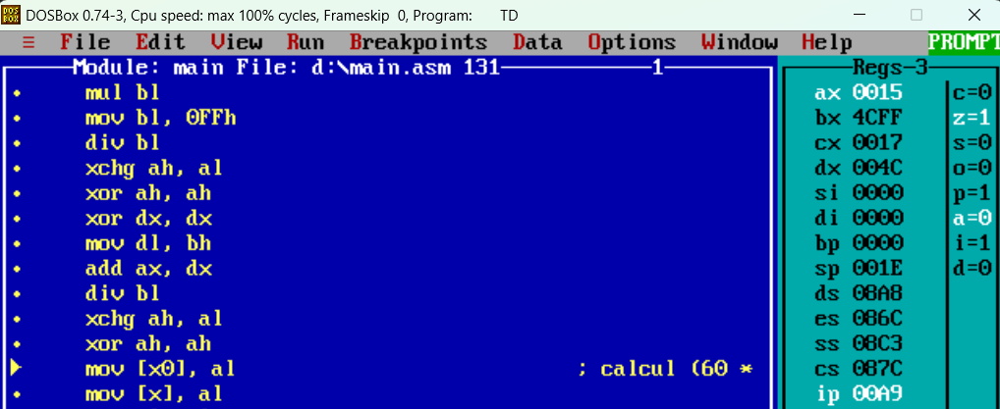 DOSBox 0.74-3, Cpu speed: max 100% cycles, Frameskip 0, Program: TD
≡ File Edit View Run Breakpoints Data Options Window Help PROMPT
Module: main File: d:\main.asm 131 1
mul bl
mov bl, 0FFh
div bl
xchg ah, al
xor ah, ah
xor dx, dx
mov dl, bh
add ax, dx
div bl
xchg ah, al
xor ah, ah
mov [x0], al ; calcul (60 *
mov [x], al
Regs-3
ax 0015 c=0
bx 4CFF z=1
cx 0017 s=0
dx 004C o=0
si 0000 p=1
di 0000 a=0
bp 0000 i=1
sp 001E d=0
ds 08A8
es 086C
ss 08C3
cs 087C
ip 00A9